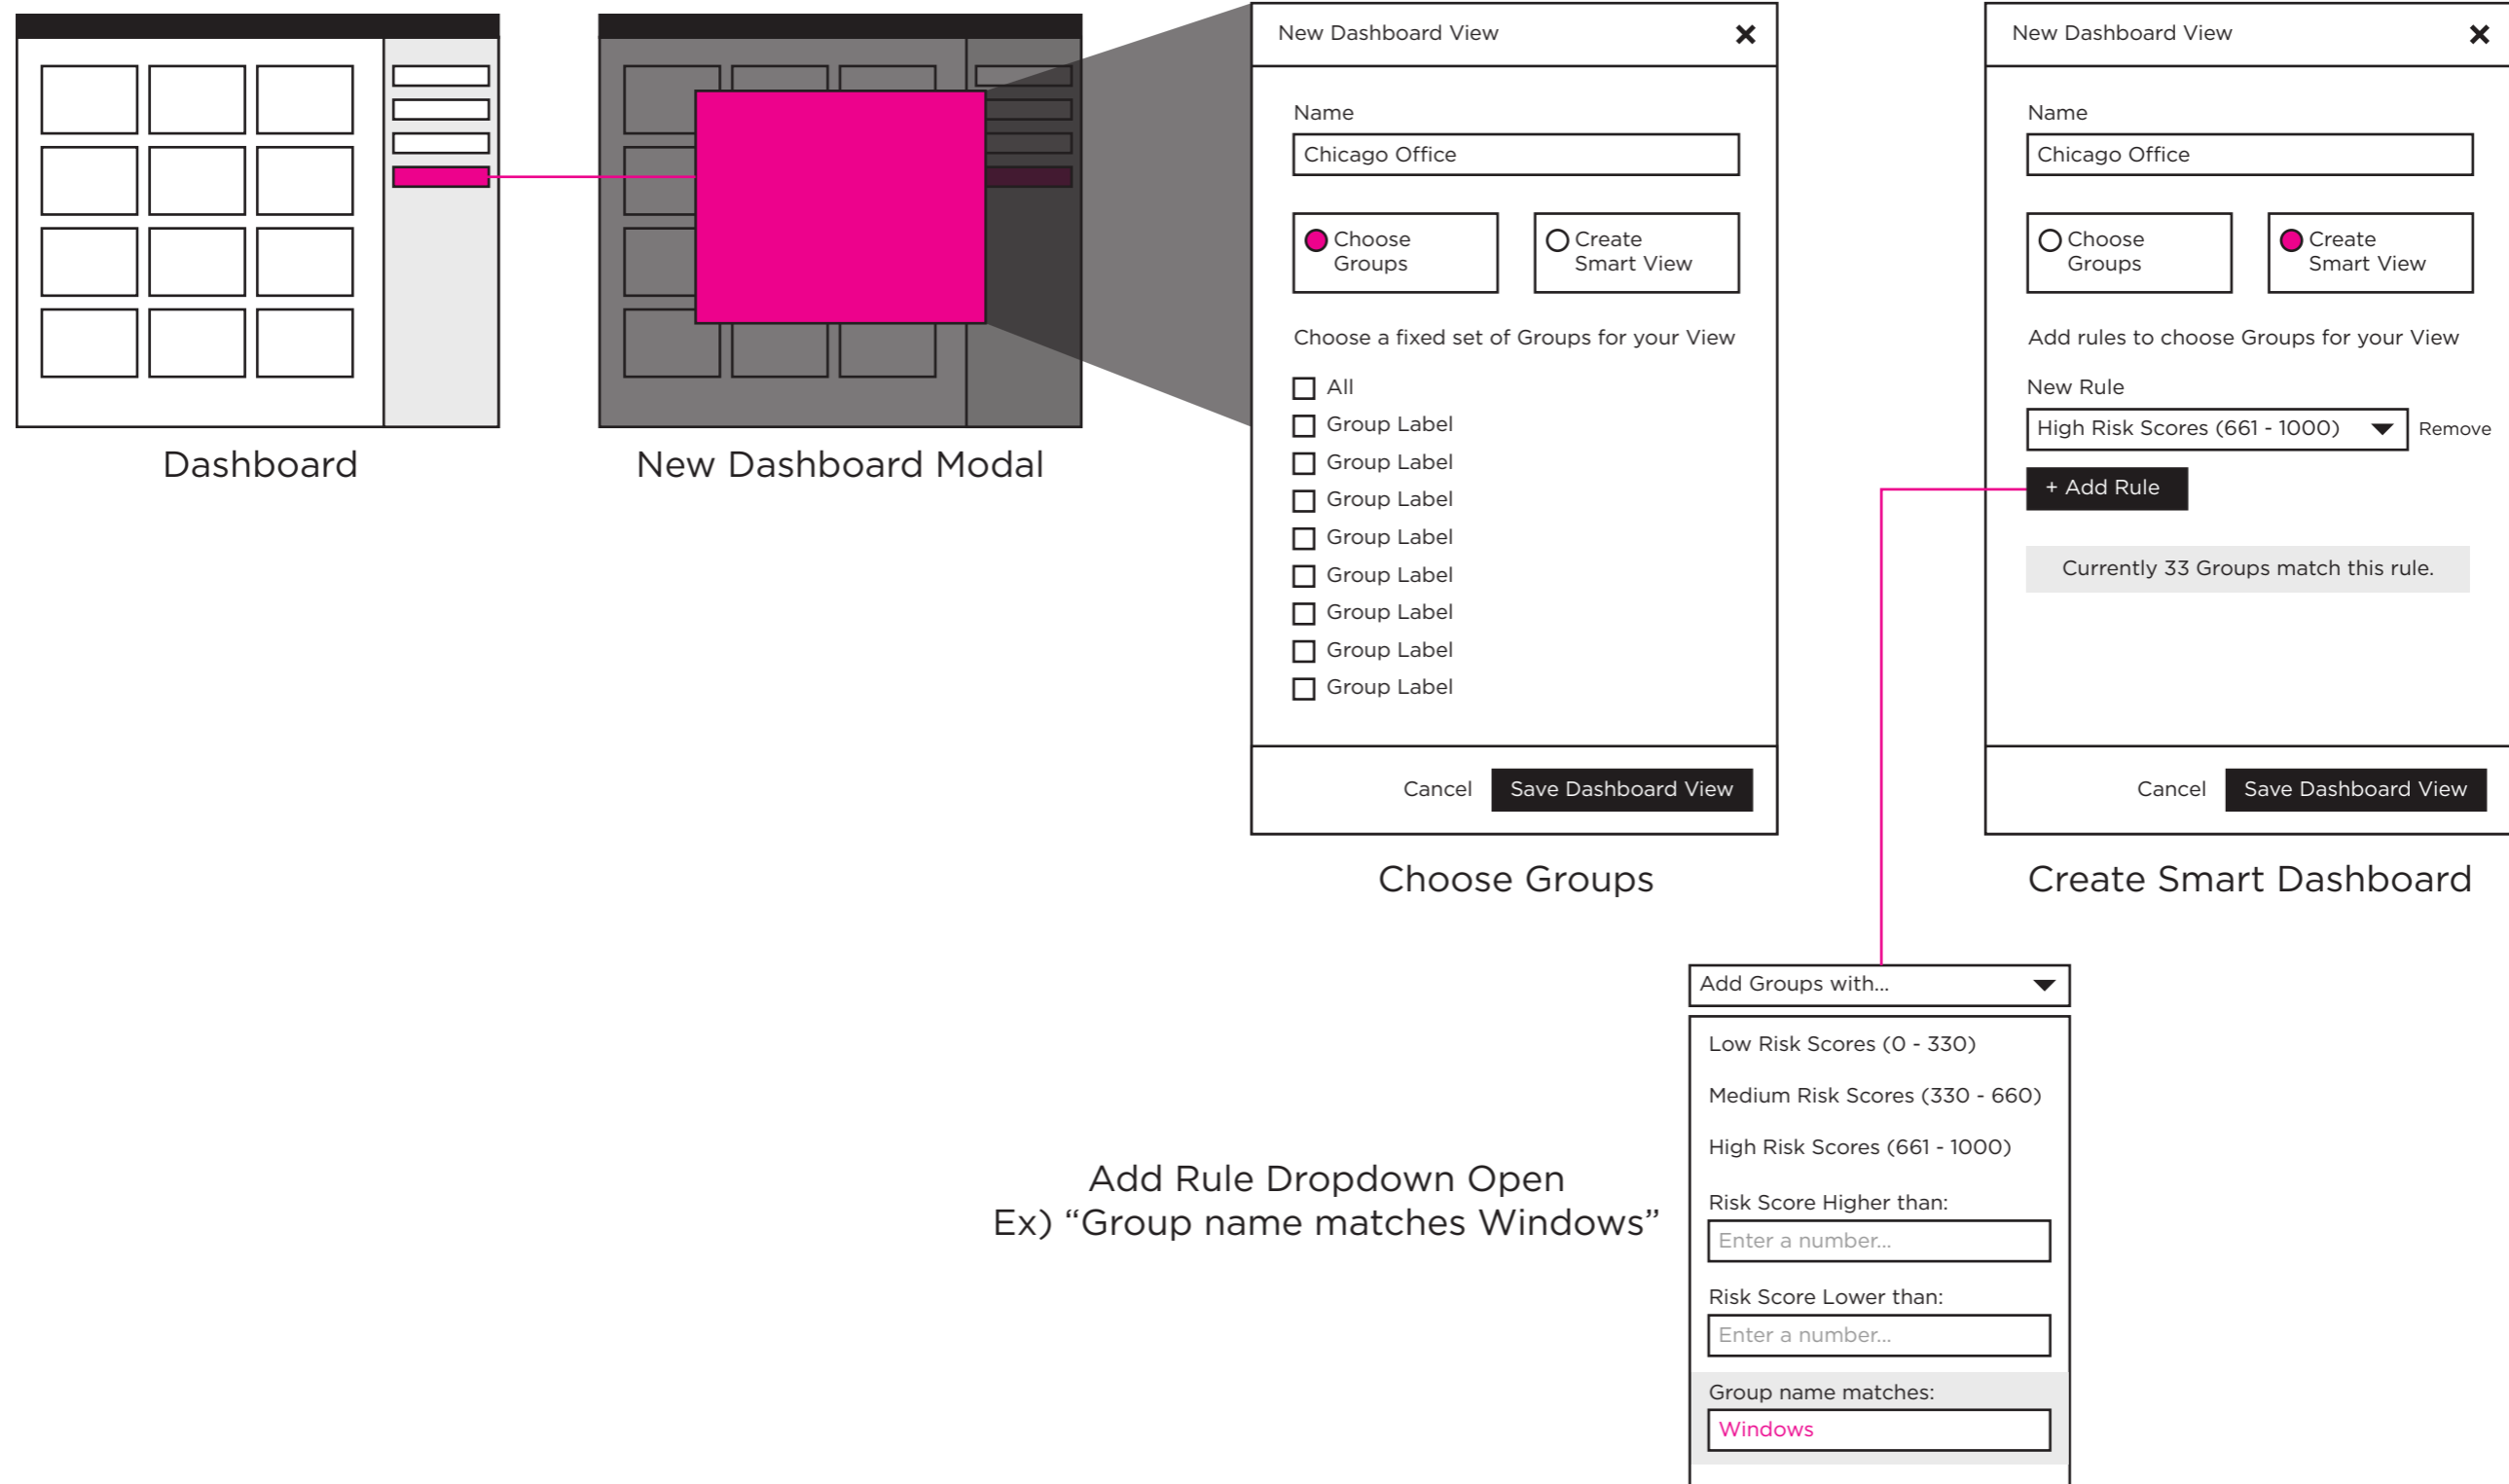 Dashboard
New Dashboard Modal
New Dashboard View
Name
Chicago Office
Choose
Groups
Create
Smart View
Choose a fixed set of Groups for your View
All
Group Label
Group Label
Group Label
Group Label
Group Label
Group Label
Group Label
Group Label
Cancel
Save Dashboard View
Choose Groups
New Dashboard View
Name
Chicago Office
Choose
Groups
Create
Smart View
Add rules to choose Groups for your View
New Rule
High Risk Scores (661 - 1000)
Remove
+ Add Rule
Currently 33 Groups match this rule.
Cancel
Save Dashboard View
Create Smart Dashboard
Add Rule Dropdown Open
Ex) “Group name matches Windows”
Add Groups with...
Low Risk Scores (0 - 330)
Medium Risk Scores (330 - 660)
High Risk Scores (661 - 1000)
Risk Score Higher than:
Enter a number...
Risk Score Lower than:
Enter a number...
Group name matches:
Windows